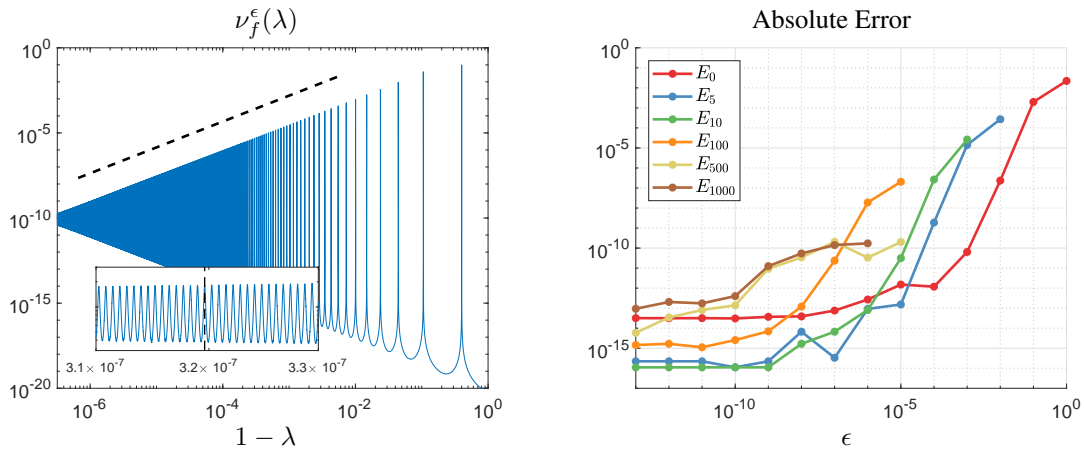 ν_f^ϵ(λ)
10^0
10^-5
10^-10
10^-15
10^-20
3.1 × 10^-7
3.2 × 10^-7
3.3 × 10^-7
10^-6
10^-4
10^-2
10^0
1 − λ
Absolute Error
10^0
10^-5
10^-10
10^-15
E_0
E_5
E_10
E_100
E_500
E_1000
10^-10
10^-5
10^0
ϵ